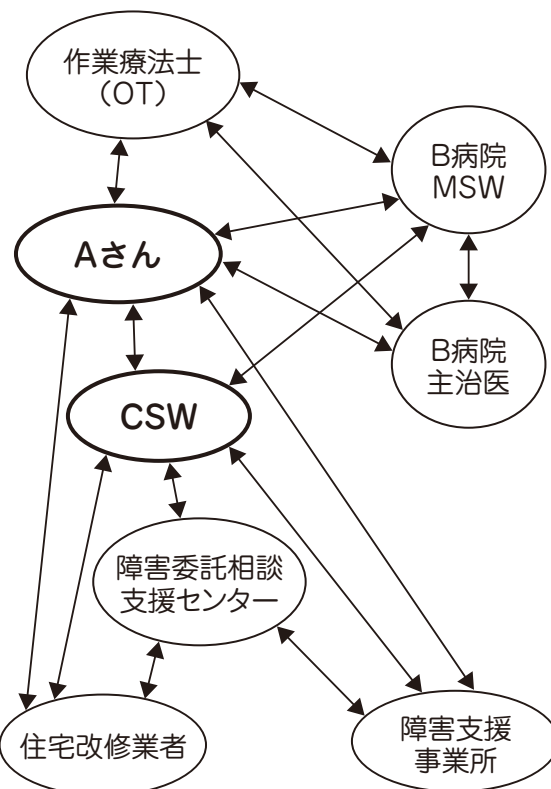 作業療法士
（OT）
B病院
MSW
Aさん
B病院
主治医
CSW
障害委託相談
支援センター
住宅改修業者
障害支援
事業所